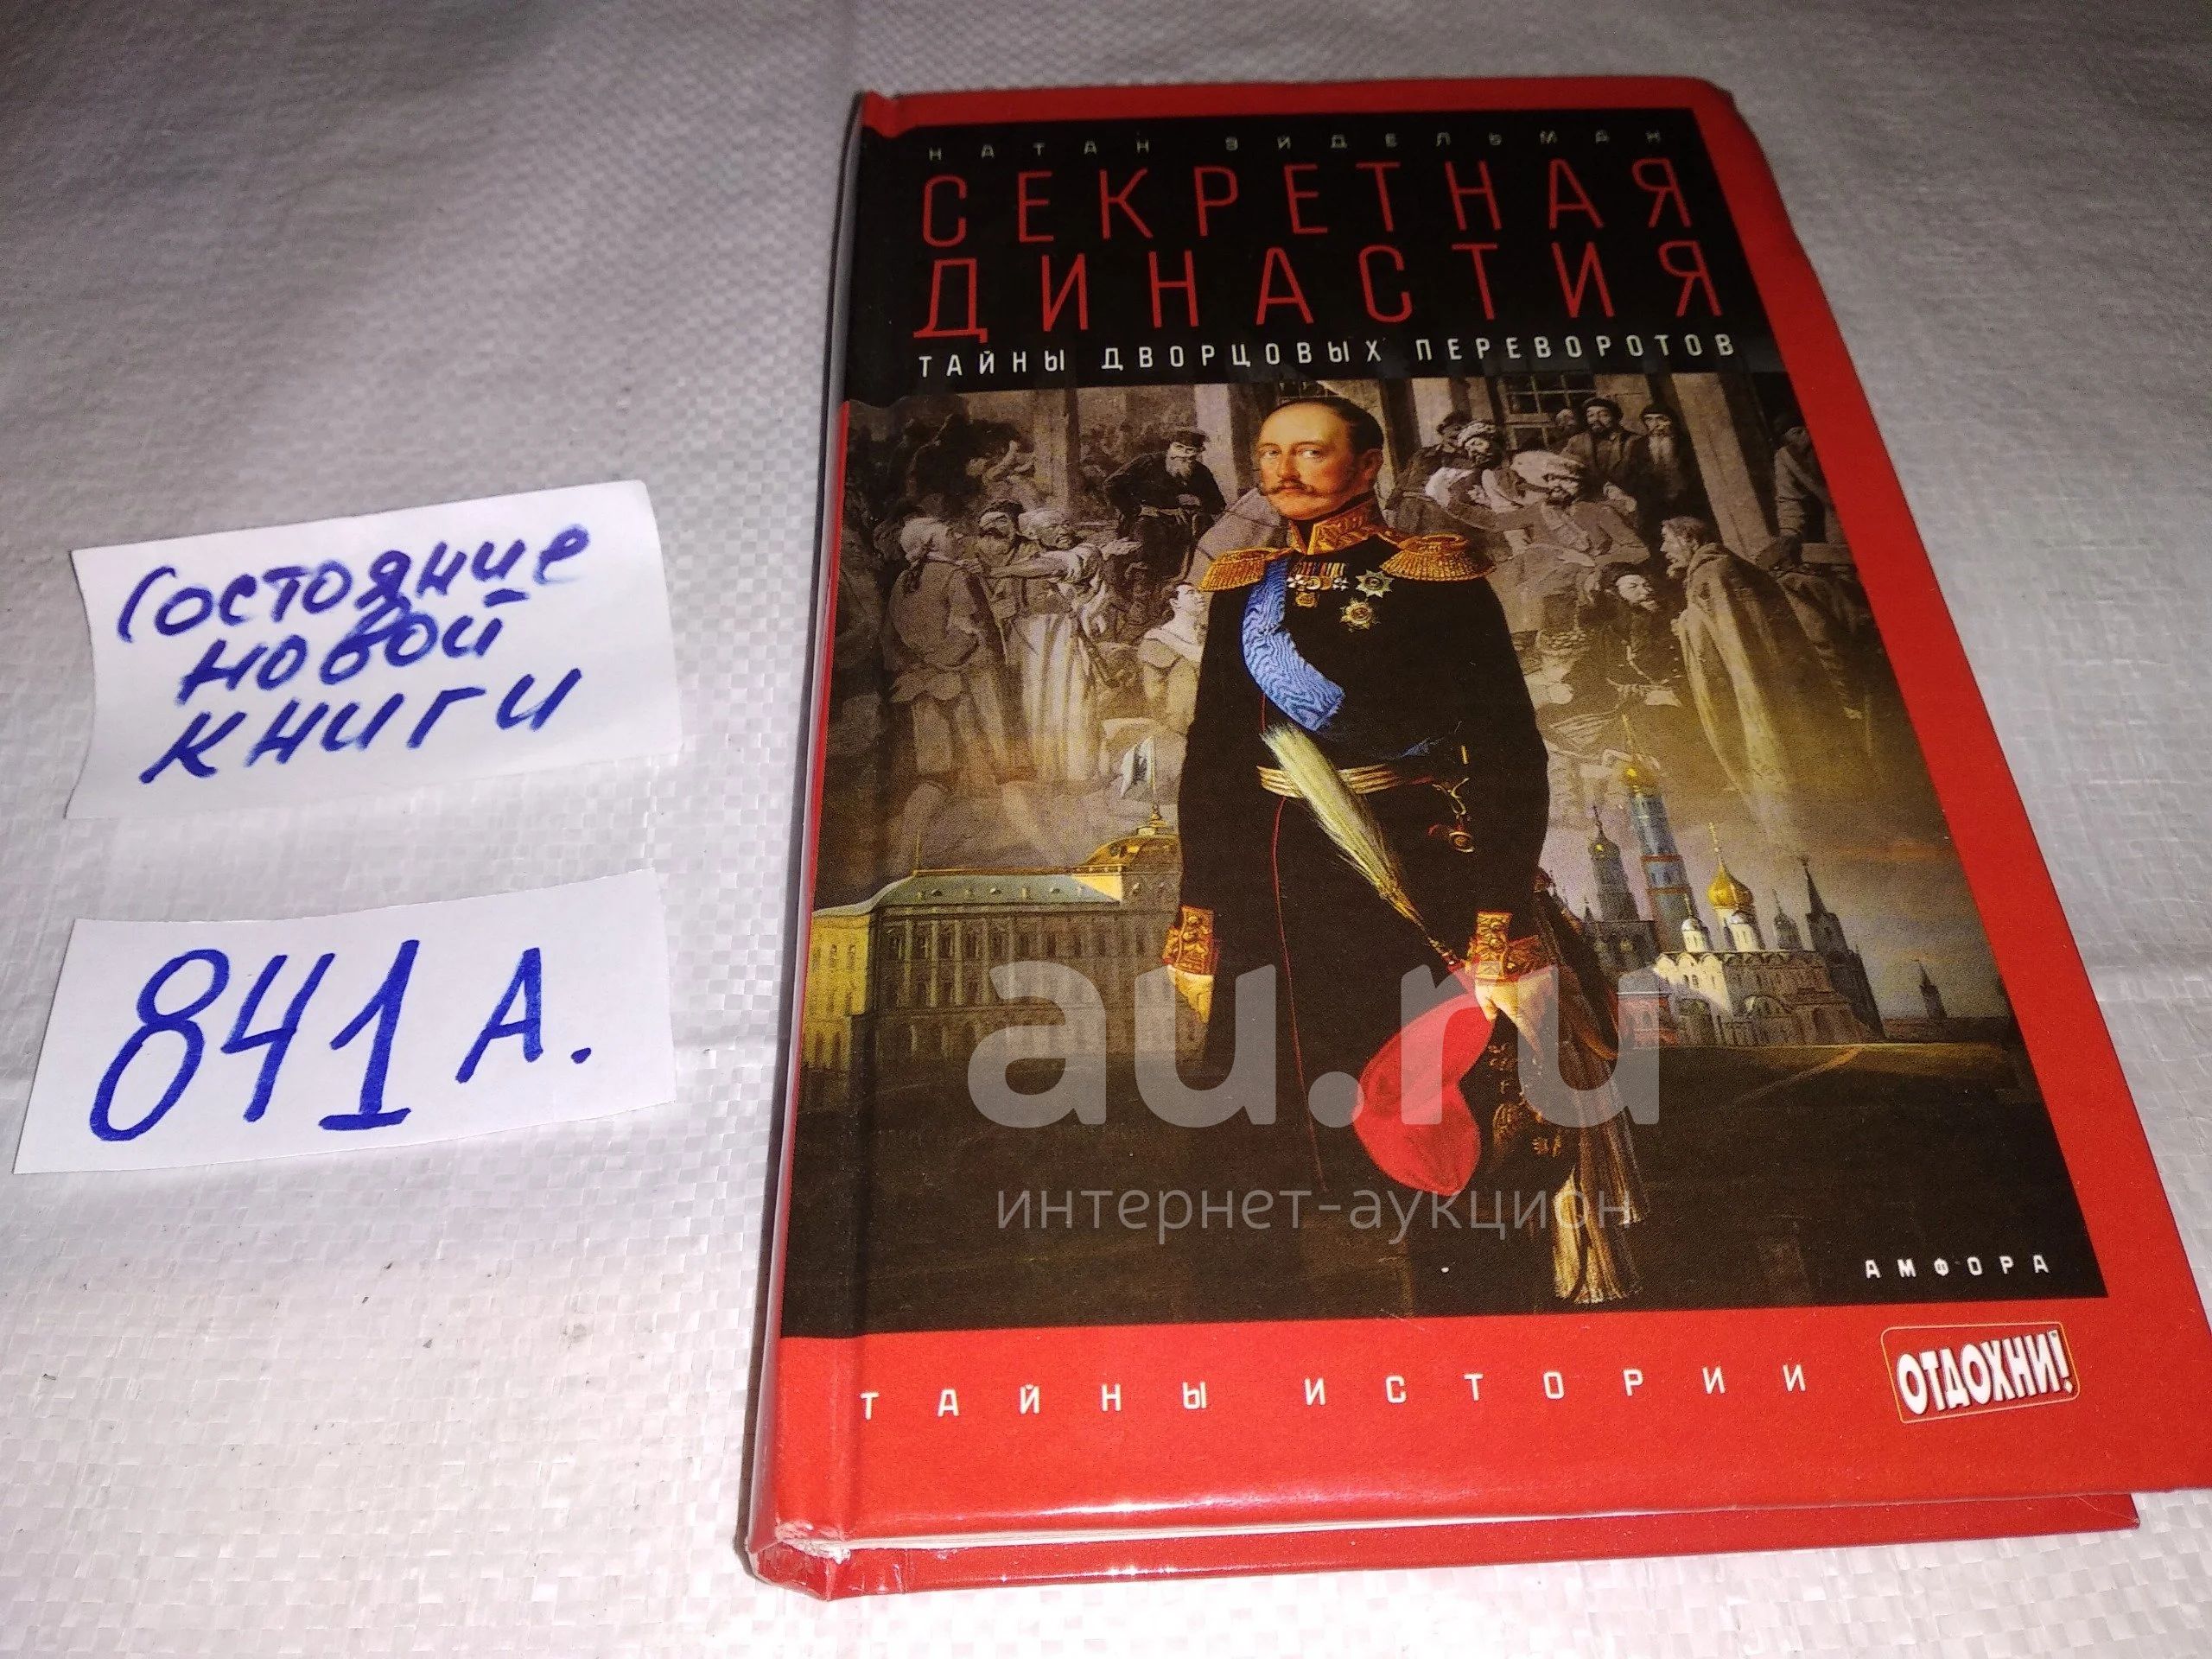 НАТАН ЭЙДЕЛЬМАН
СЕКРЕТНАЯ
ДИНАСТИЯ
ТАЙНЫ ДВОРЦОВЫХ ПЕРЕВОРОТОВ
Состояние
новой
книги
841 А.
au.ru
интернет-аукцион
АМФОРА
ТАЙНЫ ИСТОРИИ
ОТДОХНИ!